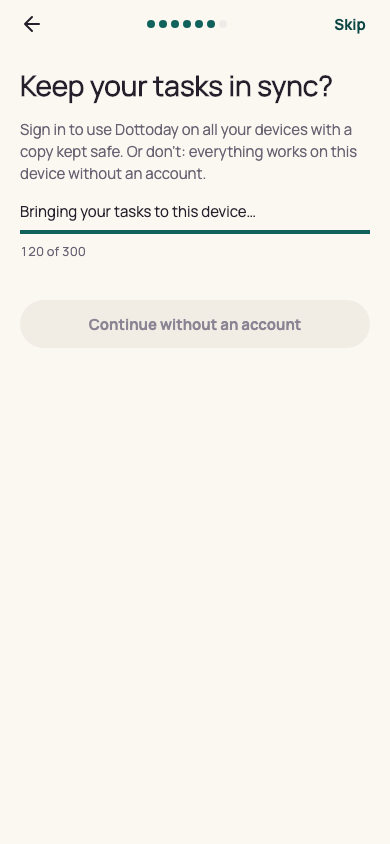 Skip
Keep your tasks in sync?
Sign in to use Dottoday on all your devices with a
copy kept safe. Or don't: everything works on this
device without an account.
Bringing your tasks to this device…
120 of 300
Continue without an account